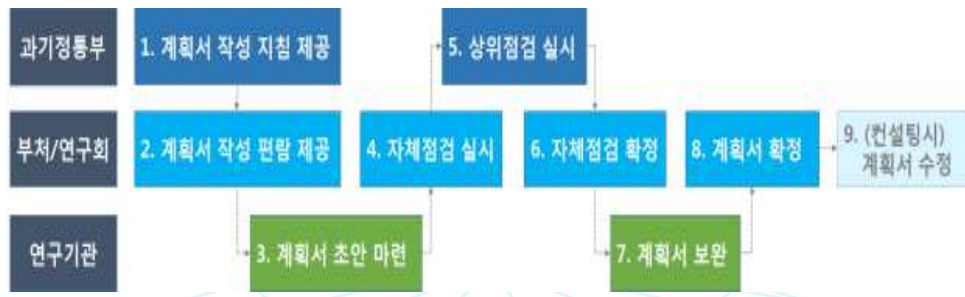 과기정통부
1. 계획서 작성 지침 제공
5. 상위점검 실시
부처/연구회
2. 계획서 작성 편람 제공
4. 자체점검 실시
6. 자체점검 확정
8. 계획서 확정
9. (컨설팅시)
계획서 수정
연구기관
3. 계획서 초안 마련
7. 계획서 보완